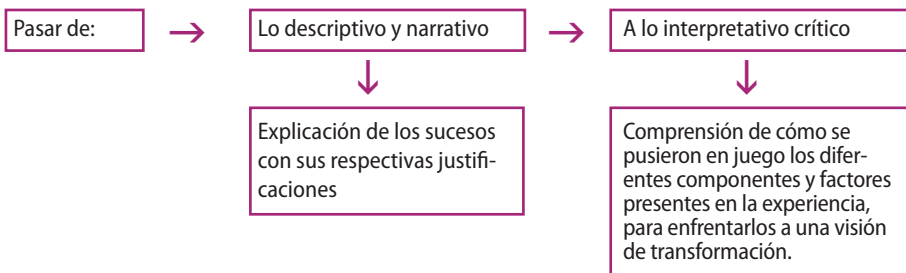 Pasar de:
Lo descriptivo y narrativo
A lo interpretativo crítico
Explicación de los sucesos
con sus respectivas justifi-
caciones
Comprensión de cómo se
pusieron en juego los difer-
entes componentes y factores
presentes en la experiencia,
para enfrentarlos a una visión
de transformación.